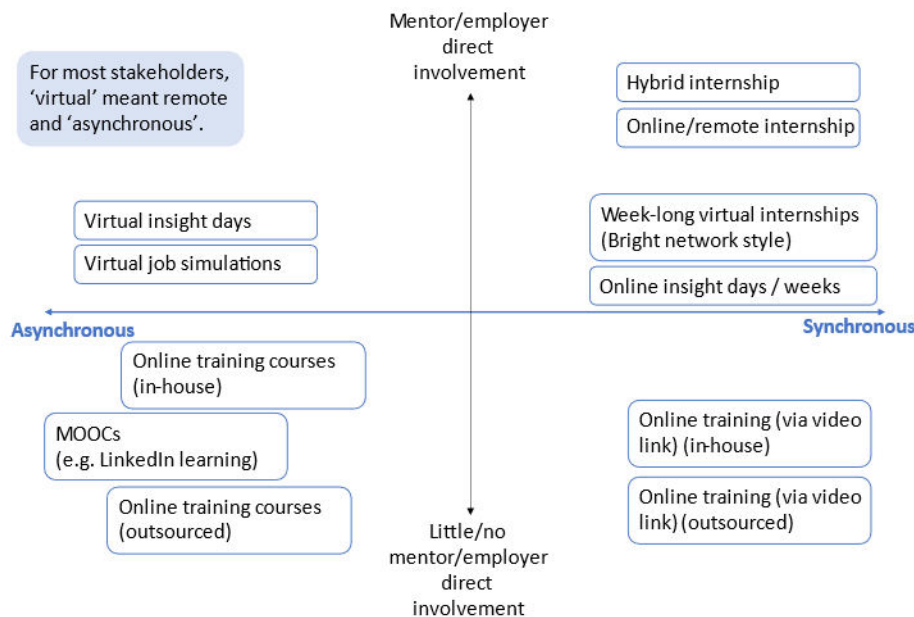 Mentor/employer
direct
involvement
For most stakeholders,
‘virtual’ meant remote
and ‘asynchronous’.
Hybrid internship
Online/remote internship
Virtual insight days
Virtual job simulations
Week-long virtual internships
(Bright network style)
Online insight days / weeks
Asynchronous
Synchronous
Online training courses
(in-house)
MOOCs
(e.g. LinkedIn learning)
Online training courses
(outsourced)
Online training (via video
link) (in-house)
Online training (via video
link) (outsourced)
Little/no
mentor/employer
direct
involvement